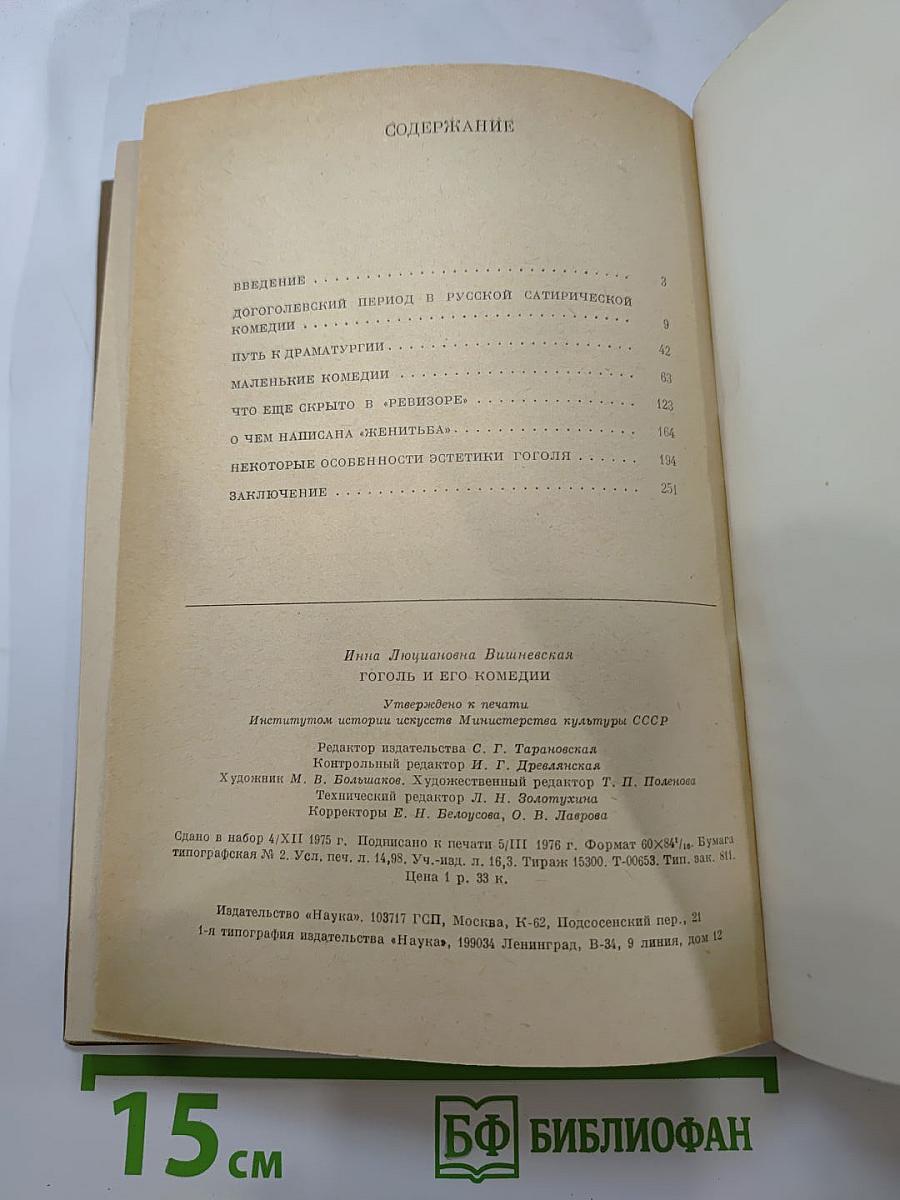 СОДЕРЖАНИЕ
ВВЕДЕНИЕ . . . . . . . . . . . . . . . . . . . . . . . . . . . . . 3
ДОГОГОЛЕВСКИЙ ПЕРИОД В РУССКОЙ САТИРИЧЕСКОЙ
КОМЕДИИ . . . . . . . . . . . . . . . . . . . . . . . . . . . . . 9
ПУТЬ К ДРАМАТУРГИИ . . . . . . . . . . . . . . . . . . . . . . . 42
МАЛЕНЬКИЕ КОМЕДИИ . . . . . . . . . . . . . . . . . . . . . . 63
ЧТО ЕЩЕ СКРЫТО В «РЕВИЗОРЕ» . . . . . . . . . . . . . . . 123
О ЧЕМ НАПИСАНА «ЖЕНИТЬБА» . . . . . . . . . . . . . . . . . 164
НЕКОТОРЫЕ ОСОБЕННОСТИ ЭСТЕТИКИ ГОГОЛЯ . . . . . . 194
ЗАКЛЮЧЕНИЕ . . . . . . . . . . . . . . . . . . . . . . . . . . . . 251
Инна Люциановна Вишневская
ГОГОЛЬ И ЕГО КОМЕДИИ
Утверждено к печати
Институтом истории искусств Министерства культуры СССР
Редактор издательства С. Г. Тарановская
Контрольный редактор И. Г. Древлянская
Художник М. В. Большаков. Художественный редактор Т. П. Поленова
Технический редактор Л. Н. Золотухина
Корректоры Е. Н. Белоусова, О. В. Лаврова
Сдано в набор 4/XII 1975 г. Подписано к печати 5/III 1976 г. Формат 60×84¹/₁₆. Бумага
типографская № 2. Усл. печ. л. 14,98. Уч.-изд. л. 16,3. Тираж 15300. Т-00653. Тип. зак. 811.
Цена 1 р. 33 к.
Издательство «Наука». 103717 ГСП, Москва, К-62, Подсосенский пер., 21
1-я типография издательства «Наука», 199034 Ленинград, В-34, 9 линия, дом 12
15 см
БФ БИБЛИОФАН